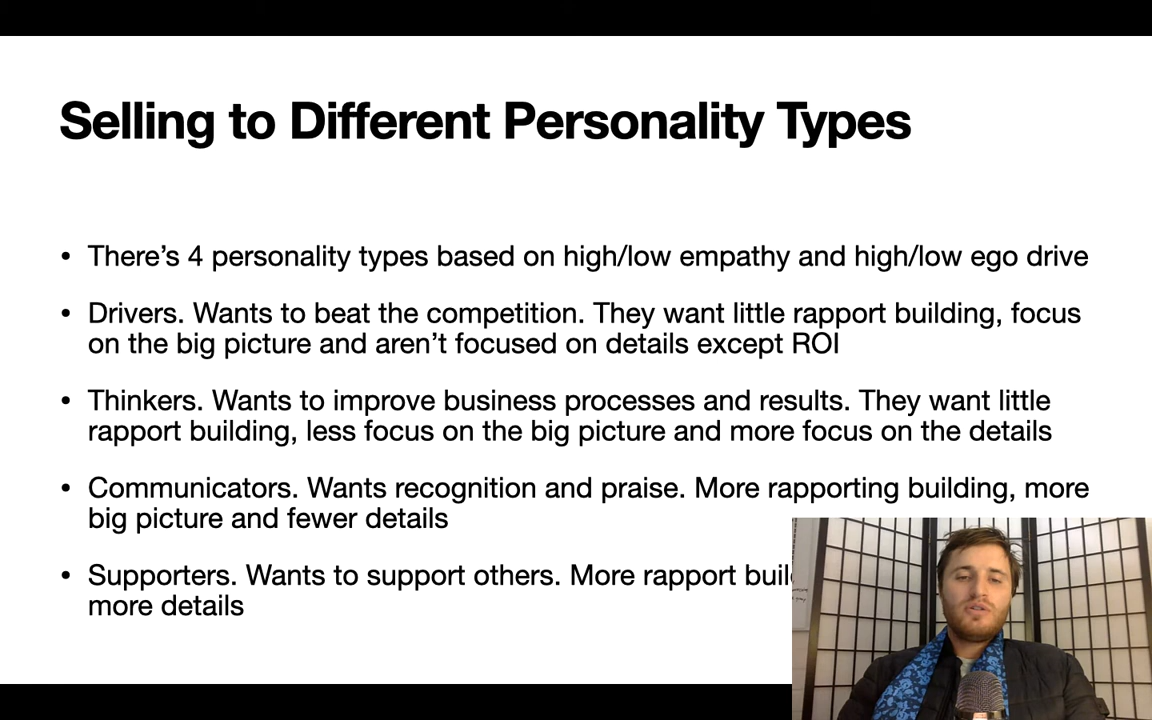 Selling to Different Personality Types
• There’s 4 personality types based on high/low empathy and high/low ego drive
• Drivers. Wants to beat the competition. They want little rapport building, focus
on the big picture and aren’t focused on details except ROI
• Thinkers. Wants to improve business processes and results. They want little
rapport building, less focus on the big picture and more focus on the details
• Communicators. Wants recognition and praise. More rapporting building, more
big picture and fewer details
• Supporters. Wants to support others. More rapport
more details